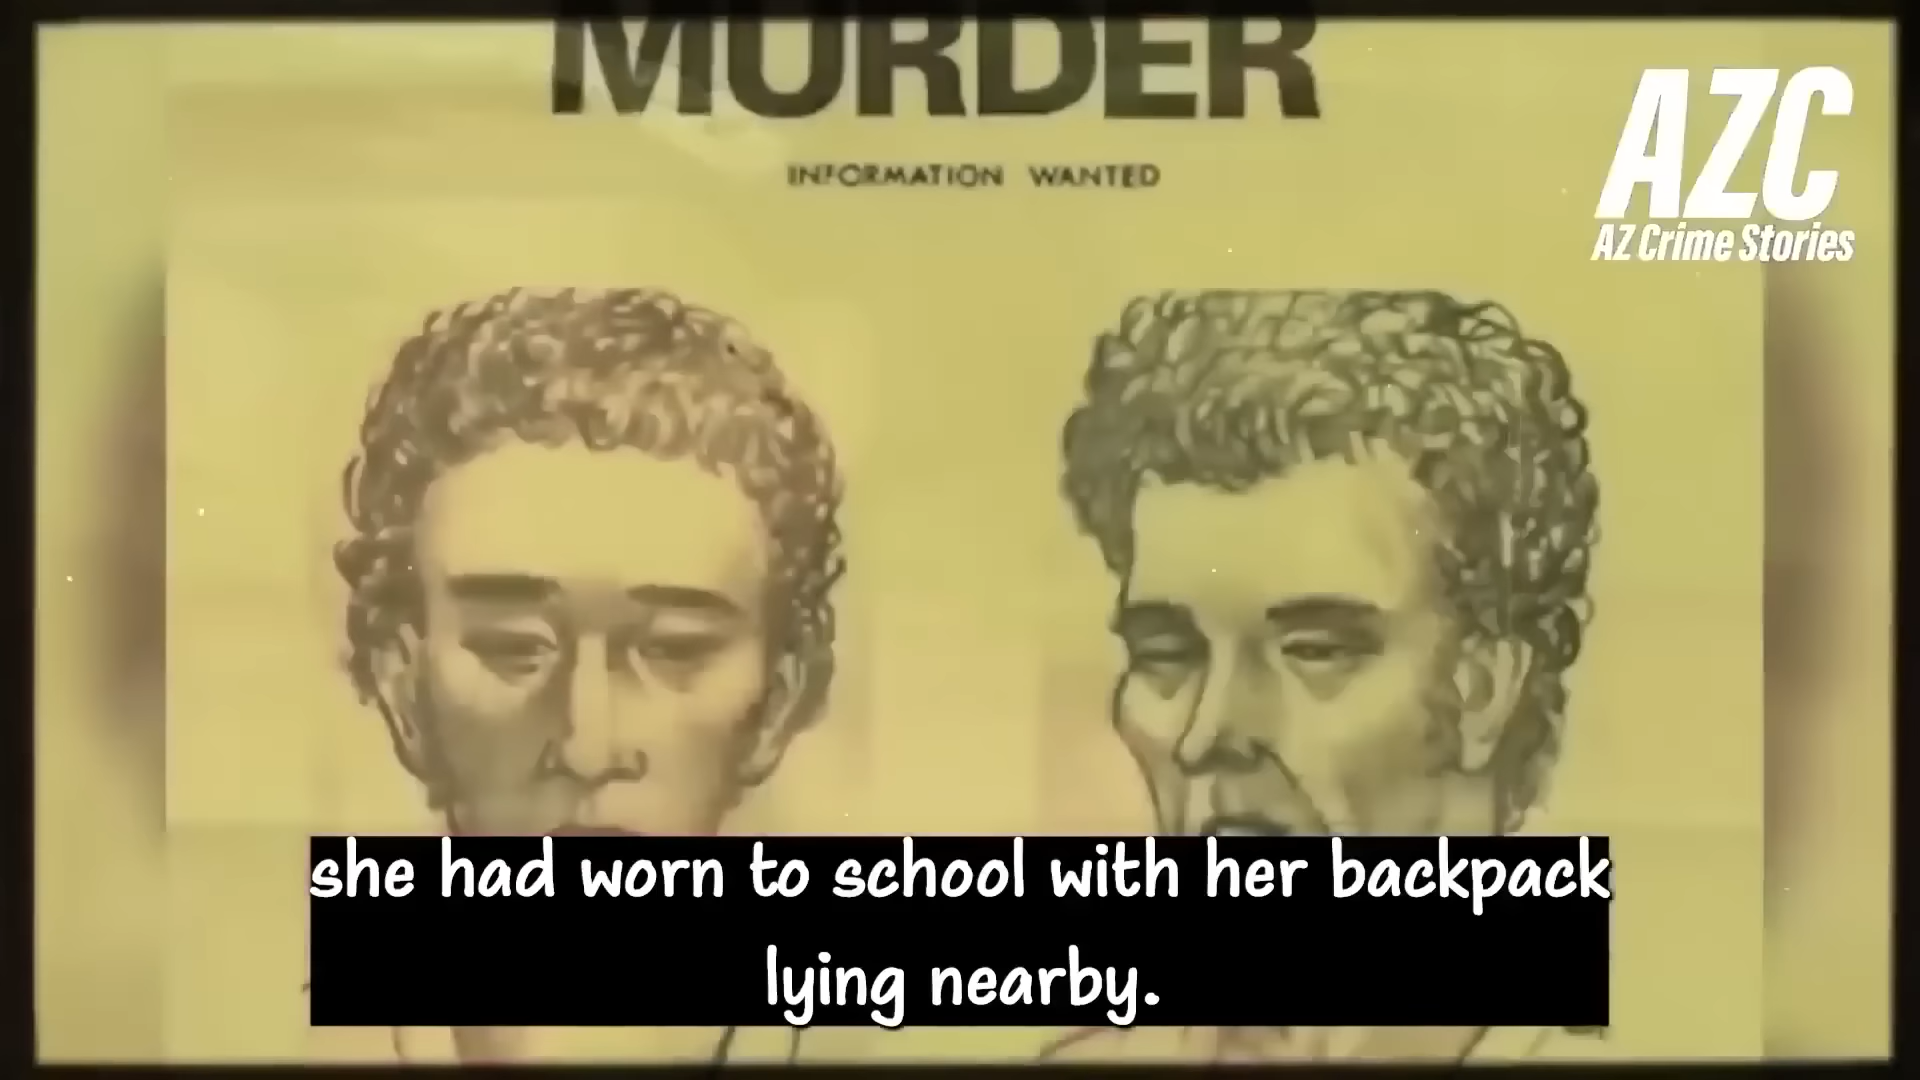 MURDER
INFORMATION WANTED
AZC
AZ Crime Stories
she had worn to school with her backpack
lying nearby.